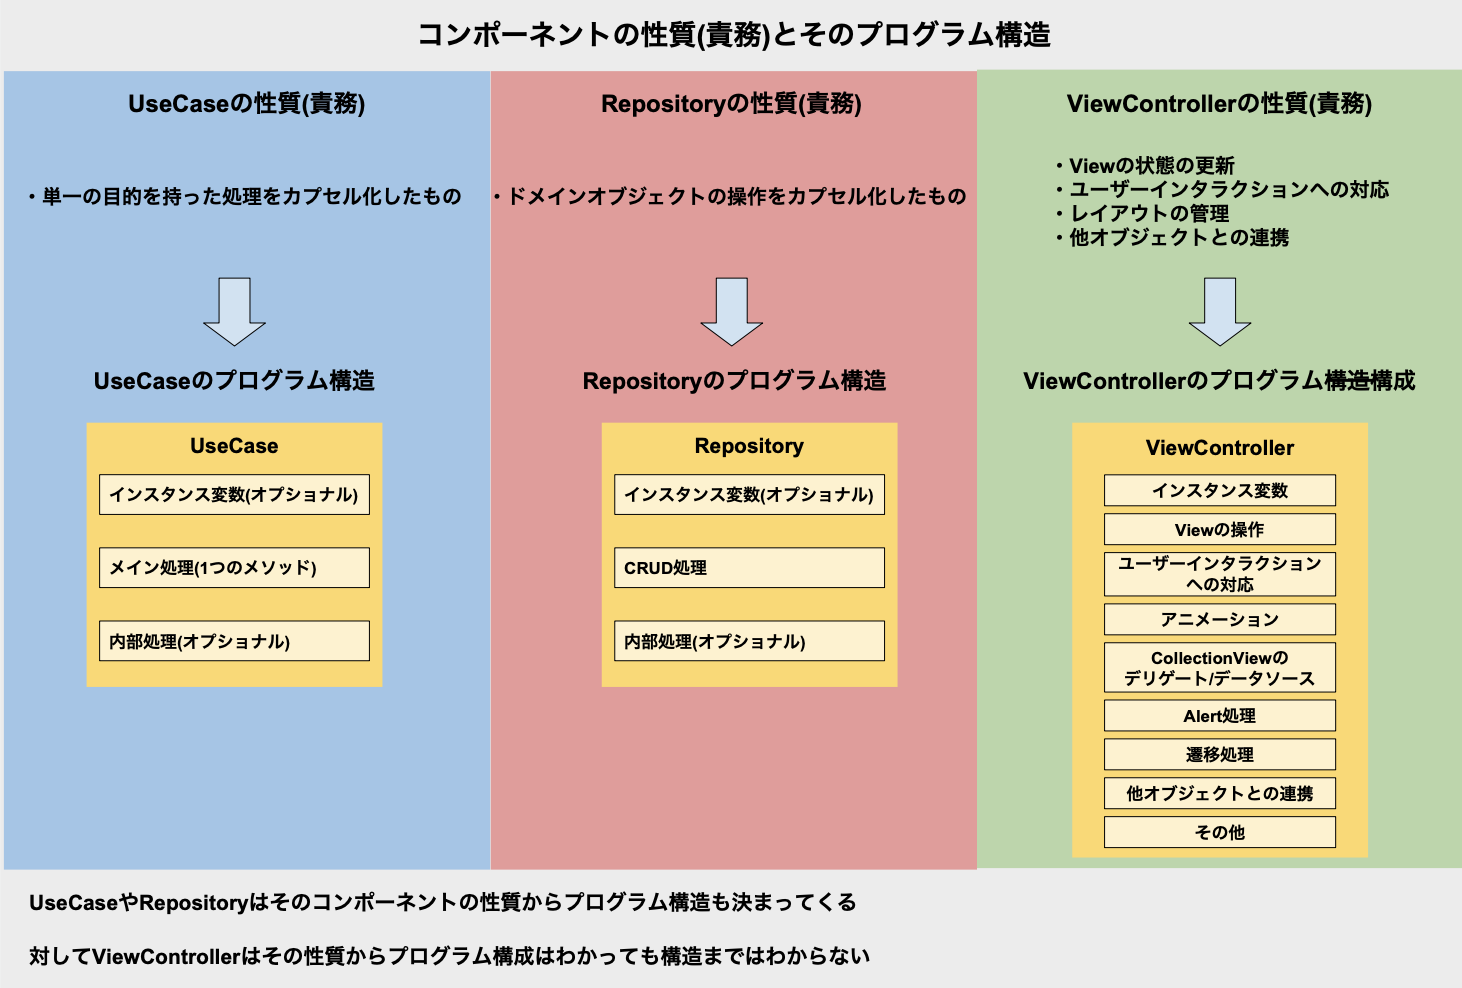 コンポーネントの性質(責務)とそのプログラム構造
UseCaseの性質(責務)
・単一の目的を持った処理をカプセル化したもの
UseCaseのプログラム構造
UseCase
インスタンス変数(オプショナル)
メイン処理(1つのメソッド)
内部処理(オプショナル)
Repositoryの性質(責務)
・ドメインオブジェクトの操作をカプセル化したもの
Repositoryのプログラム構造
Repository
インスタンス変数(オプショナル)
CRUD処理
内部処理(オプショナル)
ViewControllerの性質(責務)
・Viewの状態の更新
・ユーザーインタラクションへの対応
・レイアウトの管理
・他オブジェクトとの連携
ViewControllerのプログラム構造構成
ViewController
インスタンス変数
Viewの操作
ユーザーインタラクション
への対応
アニメーション
CollectionViewの
デリゲート/データソース
Alert処理
遷移処理
他オブジェクトとの連携
その他
UseCaseやRepositoryはそのコンポーネントの性質からプログラム構造も決まってくる
対してViewControllerはその性質からプログラム構成はわかっても構造まではわからない